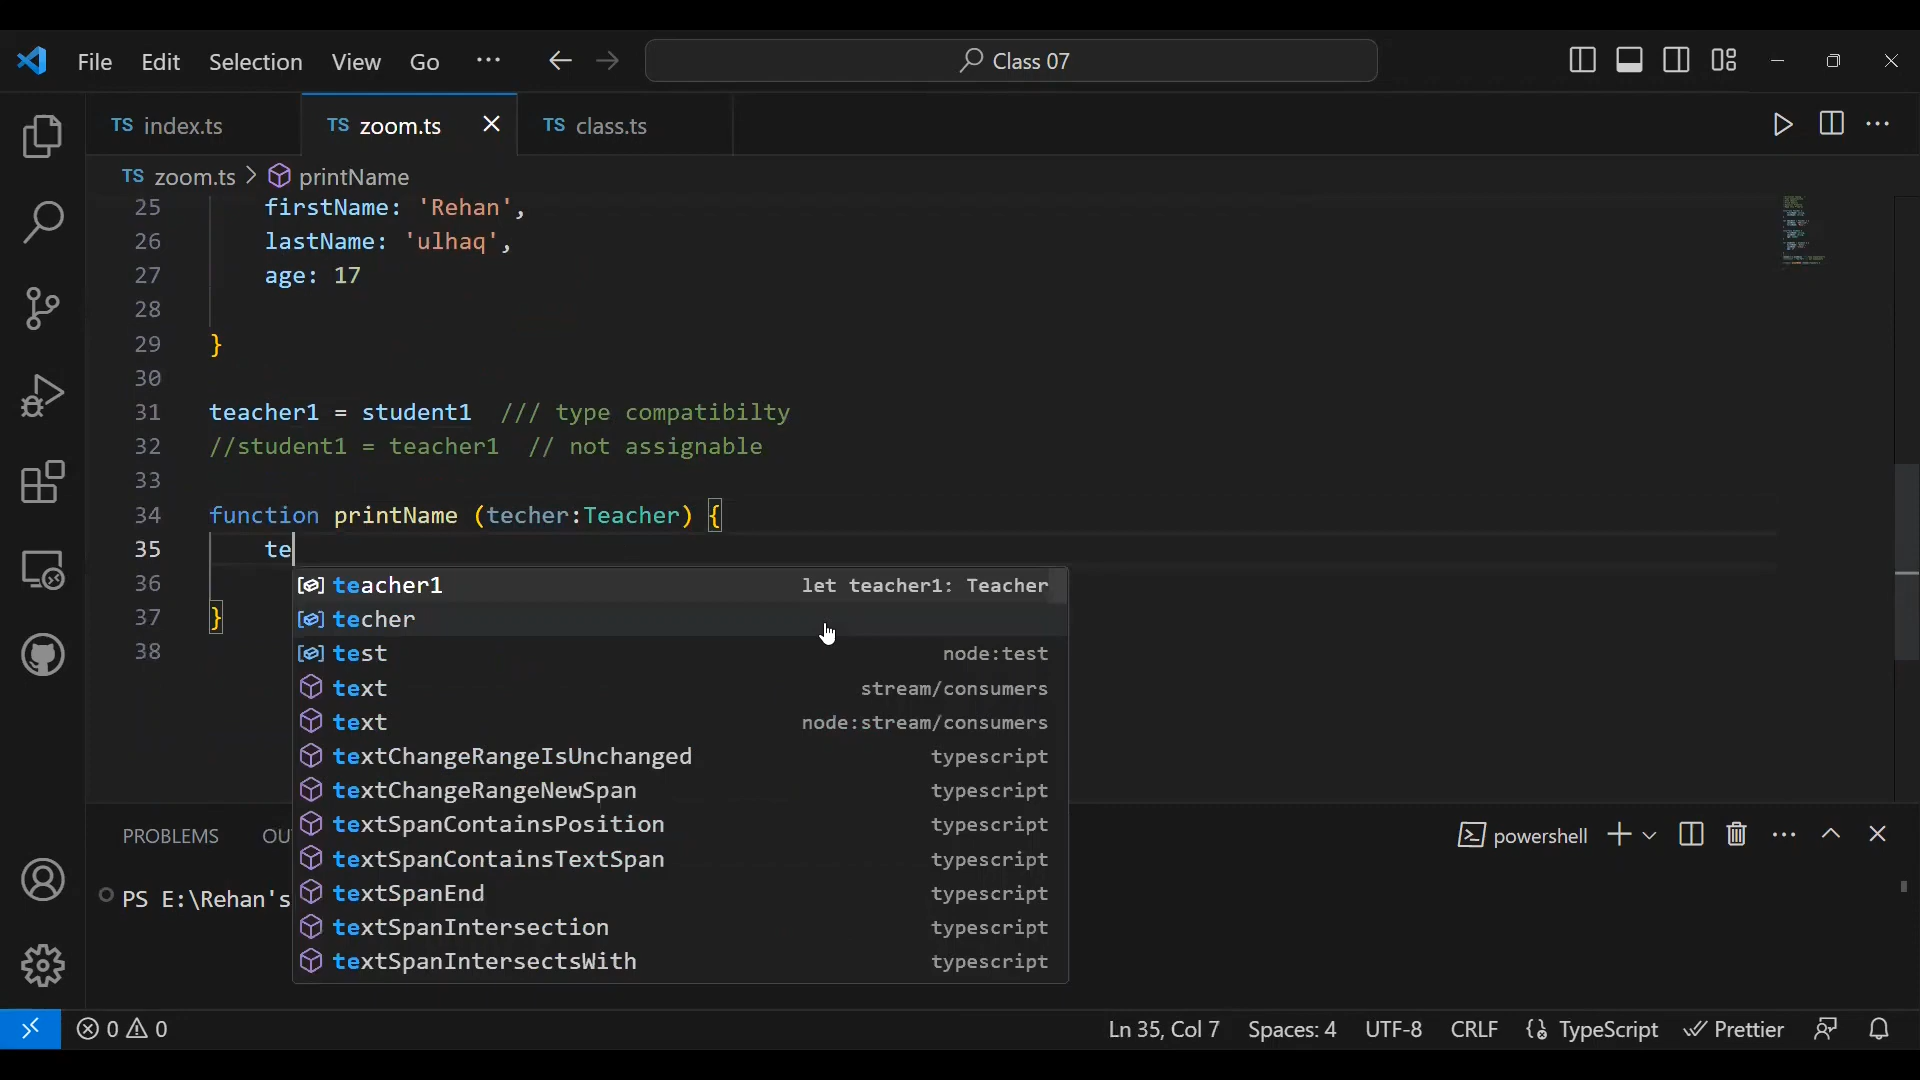 File Edit Selection View Go ··· Class 07
TS index.ts TS zoom.ts TS class.ts
TS zoom.ts > printName
25 firstName: 'Rehan',
26 lastName: 'ulhaq',
27 age: 17
28
29 }
30
31 teacher1 = student1 /// type compatibilty
32 //student1 = teacher1 // not assignable
33
34 function printName (techer:Teacher) {
35 te
36
37 }
38
teacher1 let teacher1: Teacher
techer
test node:test
text stream/consumers
text node:stream/consumers
textChangeRangeIsUnchanged typescript
textChangeRangeNewSpan typescript
textSpanContainsPosition typescript
textSpanContainsTextSpan typescript
textSpanEnd typescript
textSpanIntersection typescript
textSpanIntersectsWith typescript
PROBLEMS OU powershell
PS E:\Rehan's
0 0 Ln 35, Col 7 Spaces: 4 UTF-8 CRLF {} TypeScript Prettier